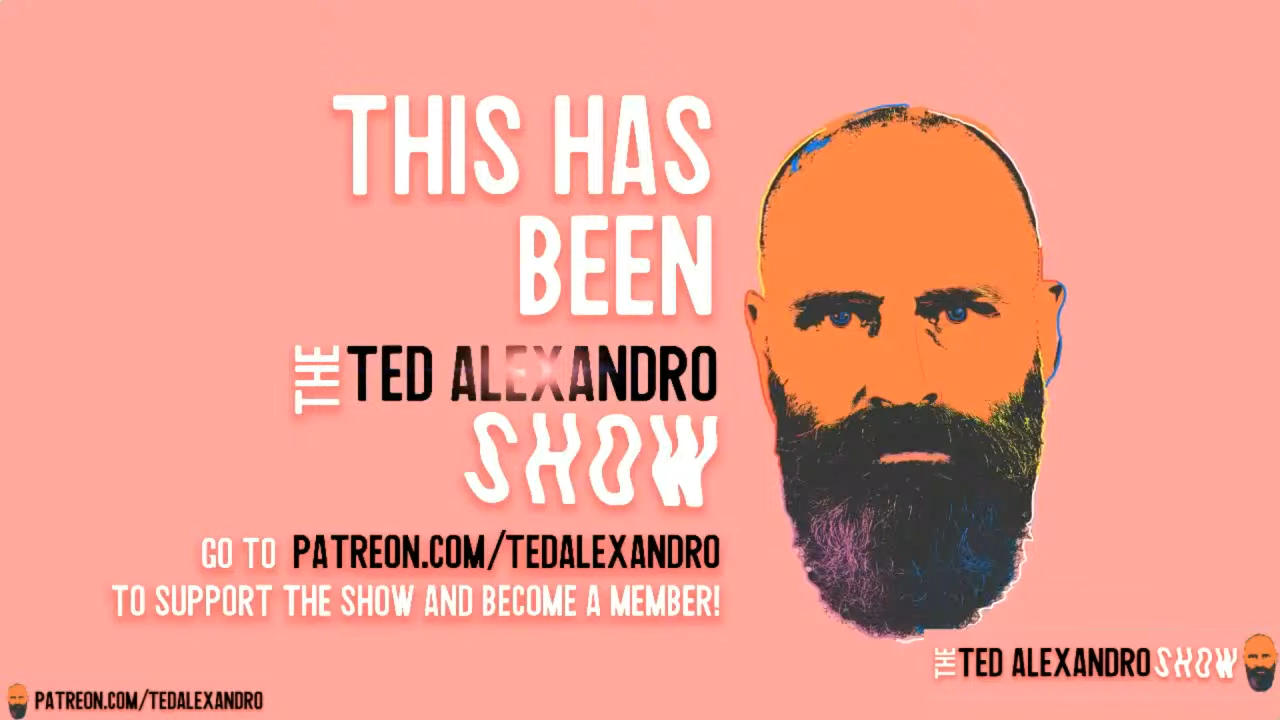 THIS HAS
BEEN
THE TED ALEXANDRO
SHOW
GO TO PATREON.COM/TEDALEXANDRO
TO SUPPORT THE SHOW AND BECOME A MEMBER!
THE TED ALEXANDRO SHOW
PATREON.COM/TEDALEXANDRO